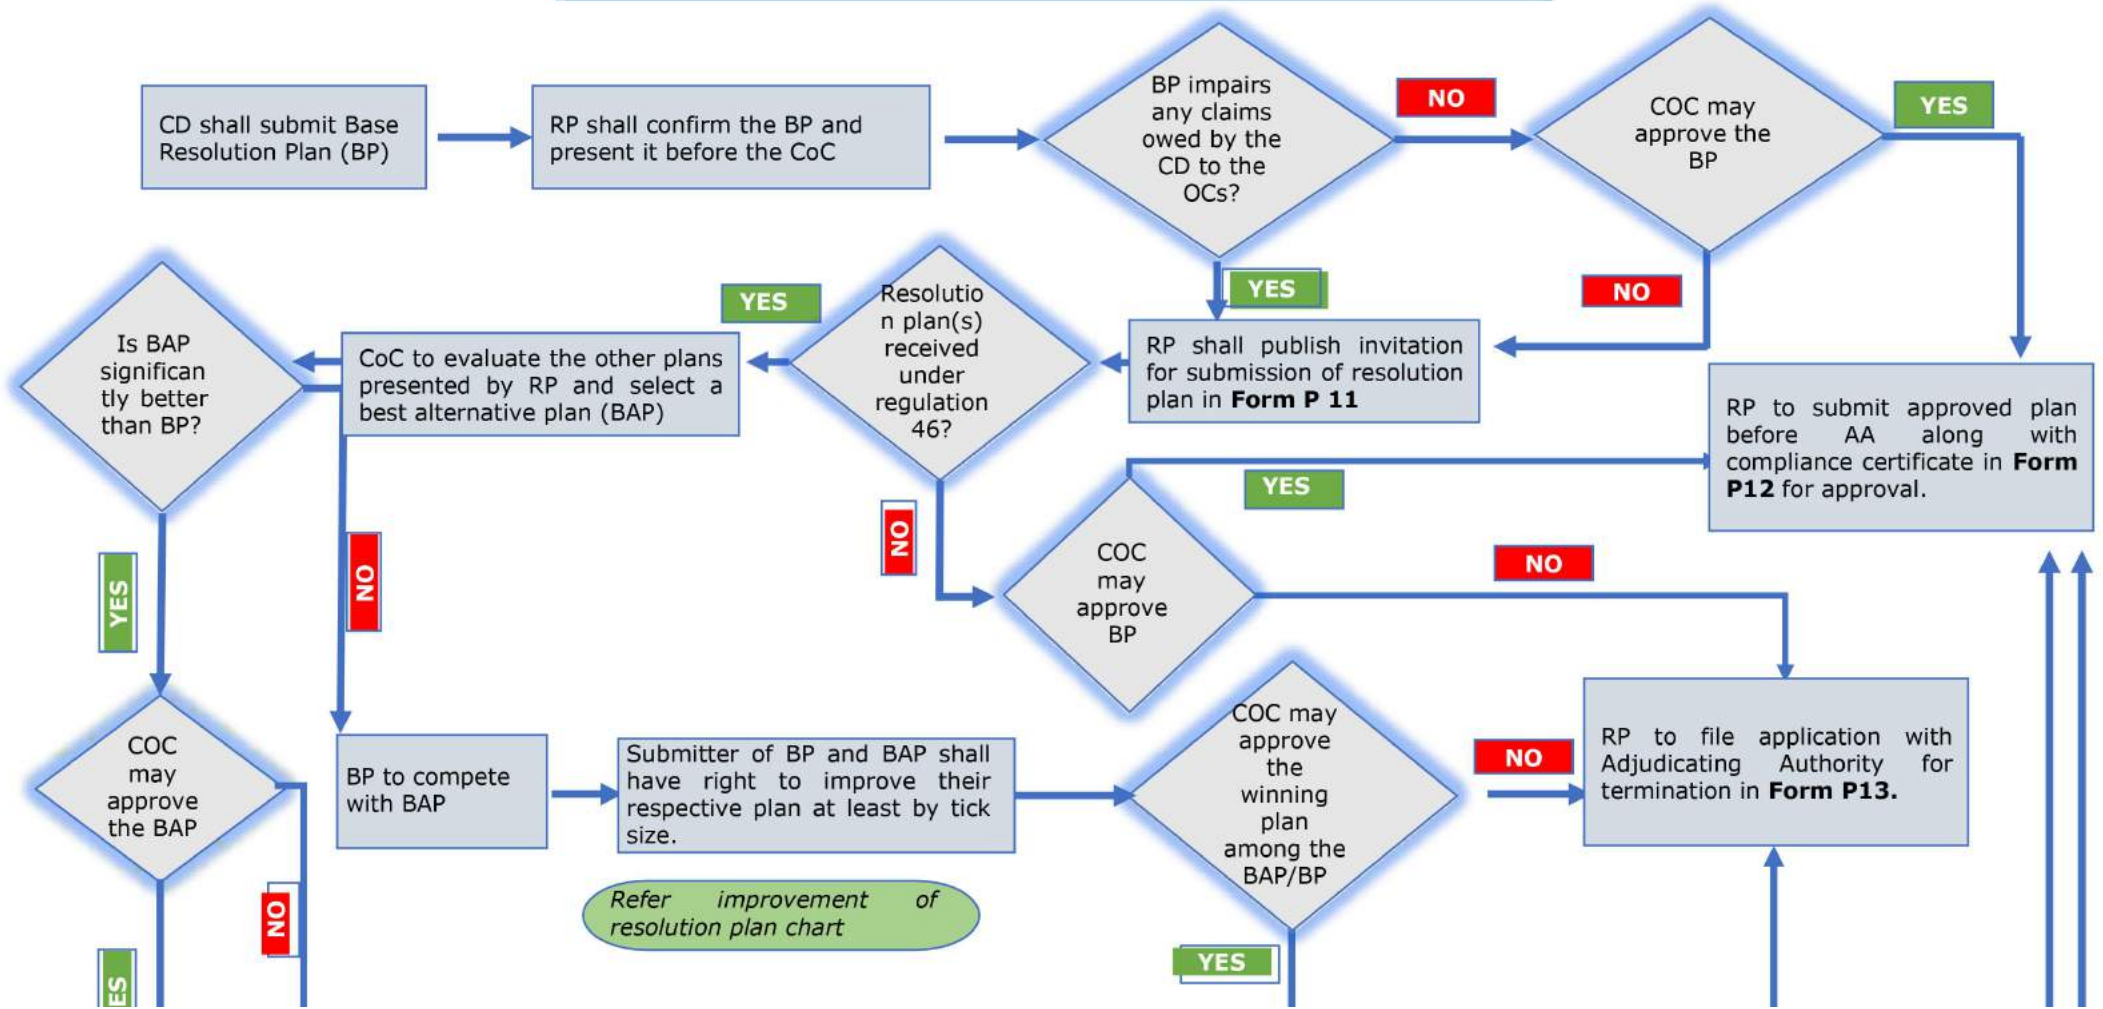 CD shall submit Base
Resolution Plan (BP)
RP shall confirm the BP and
present it before the CoC
BP impairs
any claims
owed by the
CD to the
OCs?
NO
COC may
approve the
BP
YES
YES
NO
Is BAP
significan
tly better
than BP?
CoC to evaluate the other plans
presented by RP and select a
best alternative plan (BAP)
YES
Resolutio
n plan(s)
received
under
regulation
46?
RP shall publish invitation
for submission of resolution
plan in Form P 11
RP to submit approved plan
before AA along with
compliance certificate in Form
P12 for approval.
YES
NO
NO
COC
may
approve
BP
YES
NO
COC
may
approve
the BAP
BP to compete
with BAP
Submitter of BP and BAP shall
have right to improve their
respective plan at least by tick
size.
COC may
approve
the
winning
plan
among the
BAP/BP
NO
RP to file application with
Adjudicating Authority for
termination in Form P13.
NO
Refer improvement of
resolution plan chart
YES
ES